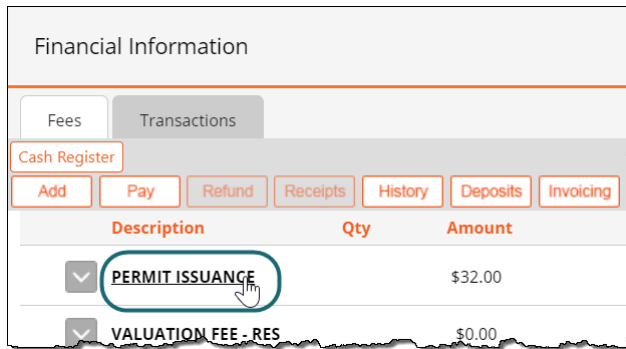 Financial Information
Fees Transactions
Cash Register
Add Pay Refund Receipts History Deposits Invoicing
Description Qty Amount
PERMIT ISSUANCE $32.00
VALUATION FEE - RES $0.00